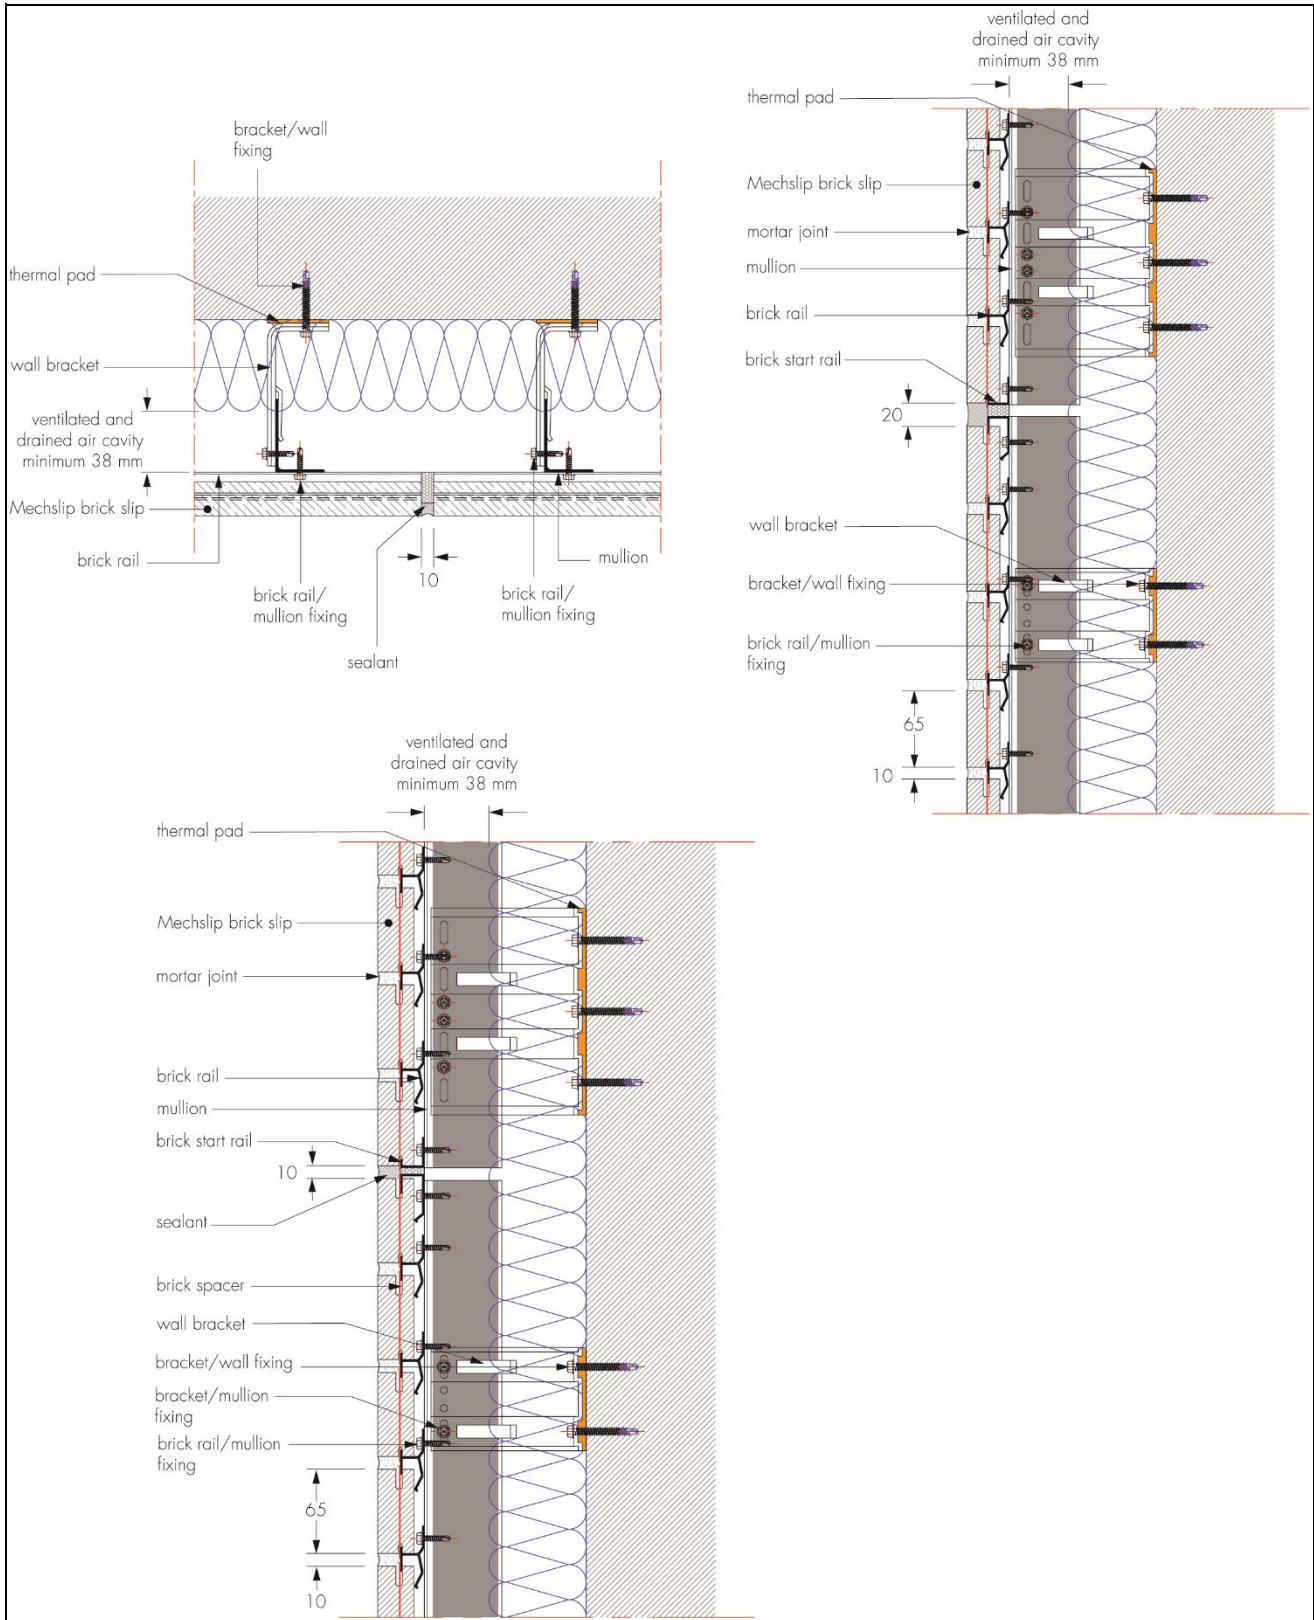 bracket/wall
fixing
thermal pad
wall bracket
ventilated and
drained air cavity
minimum 38 mm
Mechslip brick slip
brick rail
brick rail/
mullion fixing
10
sealant
brick rail/
mullion fixing
mullion
ventilated and
drained air cavity
minimum 38 mm
thermal pad
Mechslip brick slip
mortar joint
mullion
brick rail
brick start rail
20
wall bracket
bracket/wall fixing
brick rail/mullion
fixing
65
10
ventilated and
drained air cavity
minimum 38 mm
thermal pad
Mechslip brick slip
mortar joint
brick rail
mullion
brick start rail
10
sealant
brick spacer
wall bracket
bracket/wall fixing
bracket/mullion
fixing
brick rail/mullion
fixing
65
10